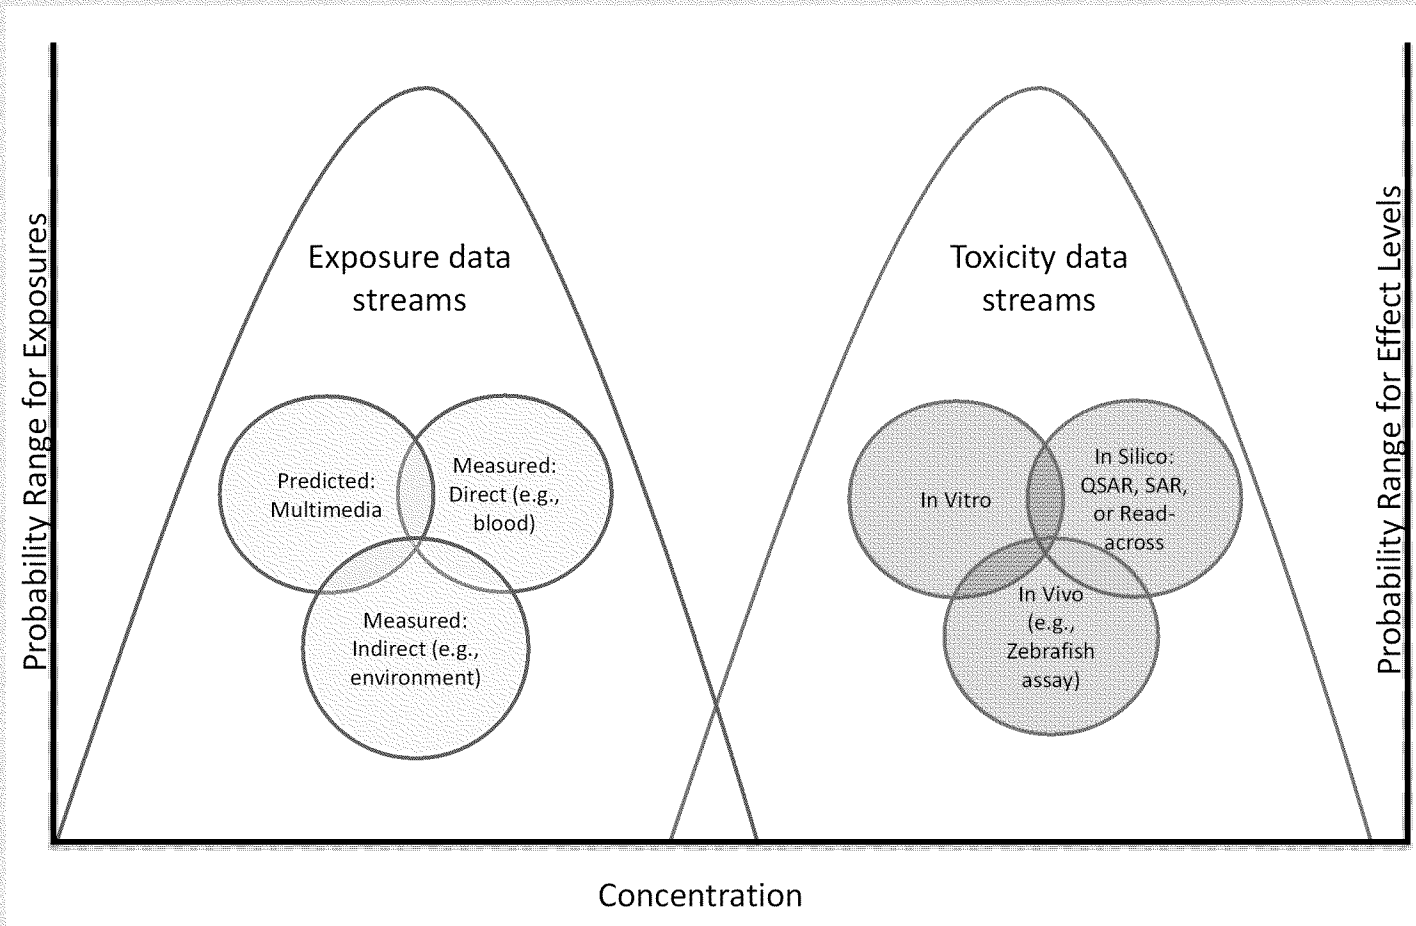 Probability Range for Exposures
Exposure data
streams
Predicted:
Multimedia
Measured:
Direct (e.g.,
blood)
Measured:
Indirect (e.g.,
environment)
Toxicity data
streams
In Vitro
In Silico:
QSAR, SAR,
or Read-
across
In Vivo
(e.g.,
Zebrafish
assay)
Probability Range for Effect Levels
Concentration